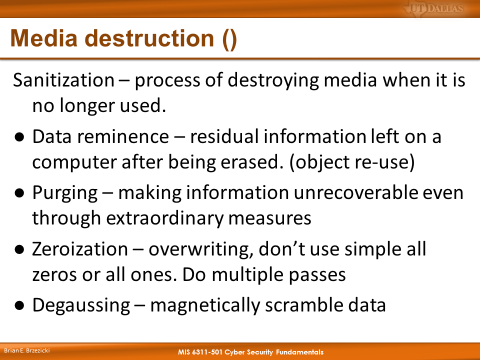 UT DALLAS
Media destruction ()
Sanitization – process of destroying media when it is
no longer used.
● Data reminence – residual information left on a
computer after being erased. (object re-use)
● Purging – making information unrecoverable even
through extraordinary measures
● Zeroization – overwriting, don’t use simple all
zeros or all ones. Do multiple passes
● Degaussing – magnetically scramble data
Brian E. Brzezicki
MIS 6311-501 Cyber Security Fundamentals